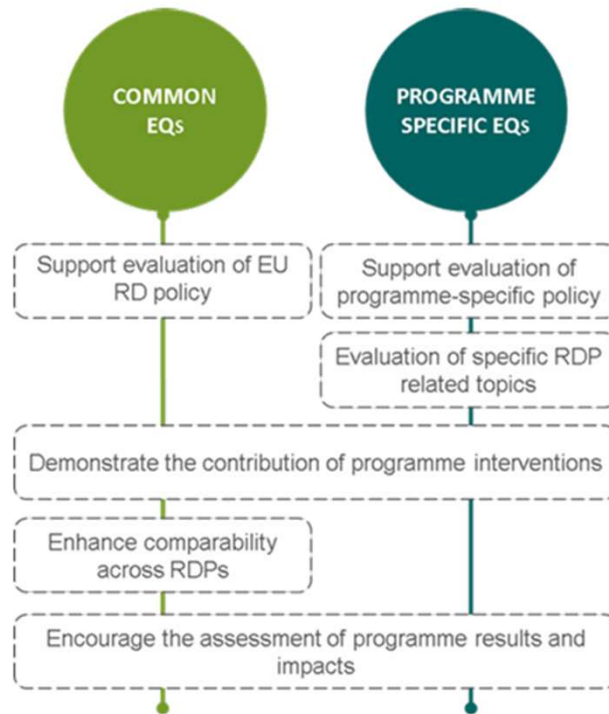 COMMON
EQs
PROGRAMME
SPECIFIC EQs
Support evaluation of EU
RD policy
Support evaluation of
programme-specific policy
Evaluation of specific RDP
related topics
Demonstrate the contribution of programme interventions
Enhance comparability
across RDPs
Encourage the assessment of programme results and
impacts